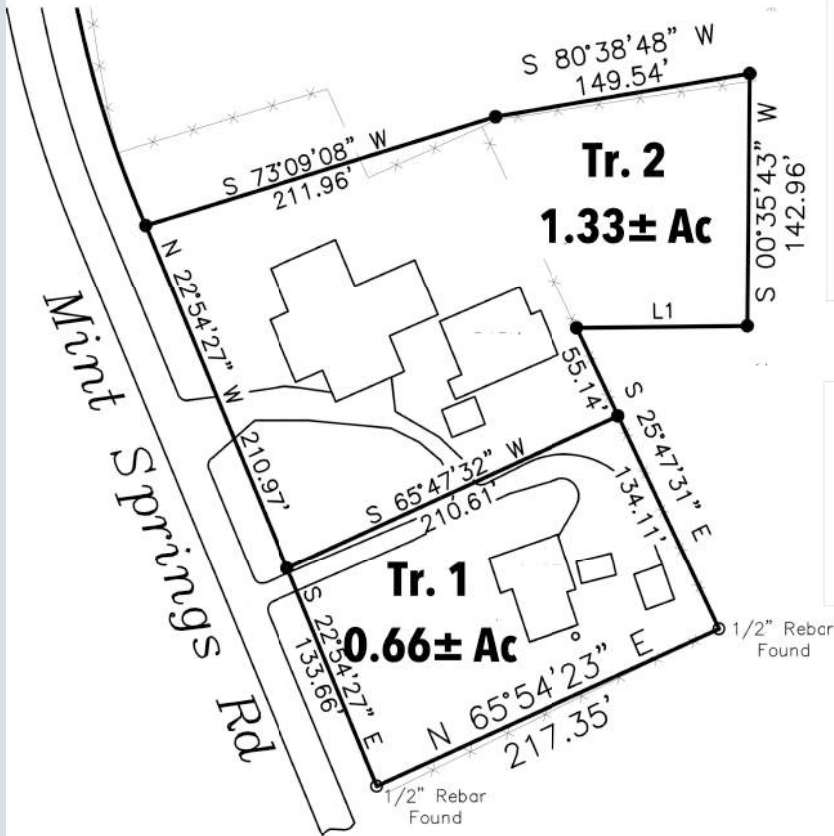 S 80°38'48" W
149.54'
S 73°09'08" W
211.96'
Tr. 2
1.33± Ac
S 00°35'43" W
142.96'
L1
N 22°54'27" W
210.97'
55.14'
S 25°47'31" E
134.11'
S 65°47'32" W
210.61'
Mint Springs Rd
Tr. 1
0.66± Ac
S 22°54'27" E
133.66'
N 65°54'23" E
217.35'
1/2" Rebar
Found
1/2" Rebar
Found